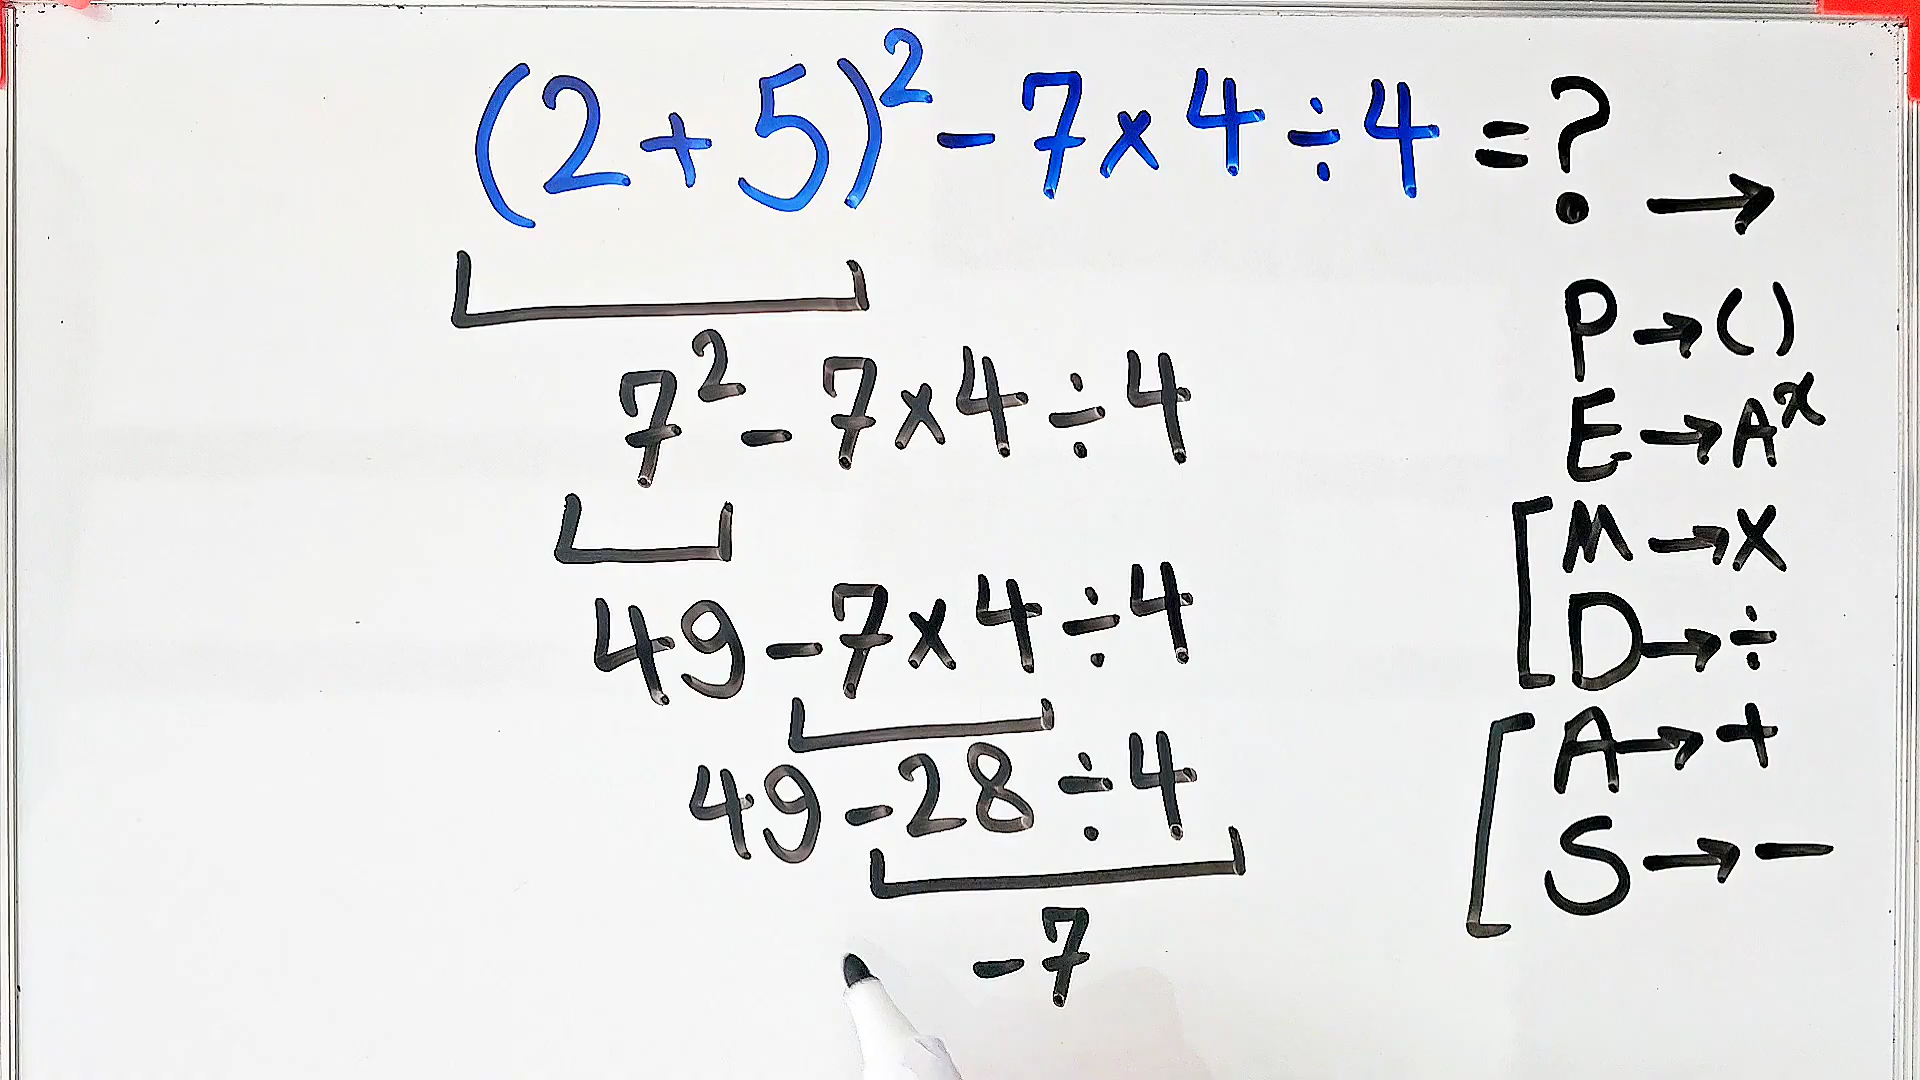 (2+5)² - 7×4÷4 = ? →
P → ( )
7² - 7×4÷4
E → Aˣ
M → ×
49 - 7×4÷4
D → ÷
A → +
49 - 28 ÷ 4
S → -
-7